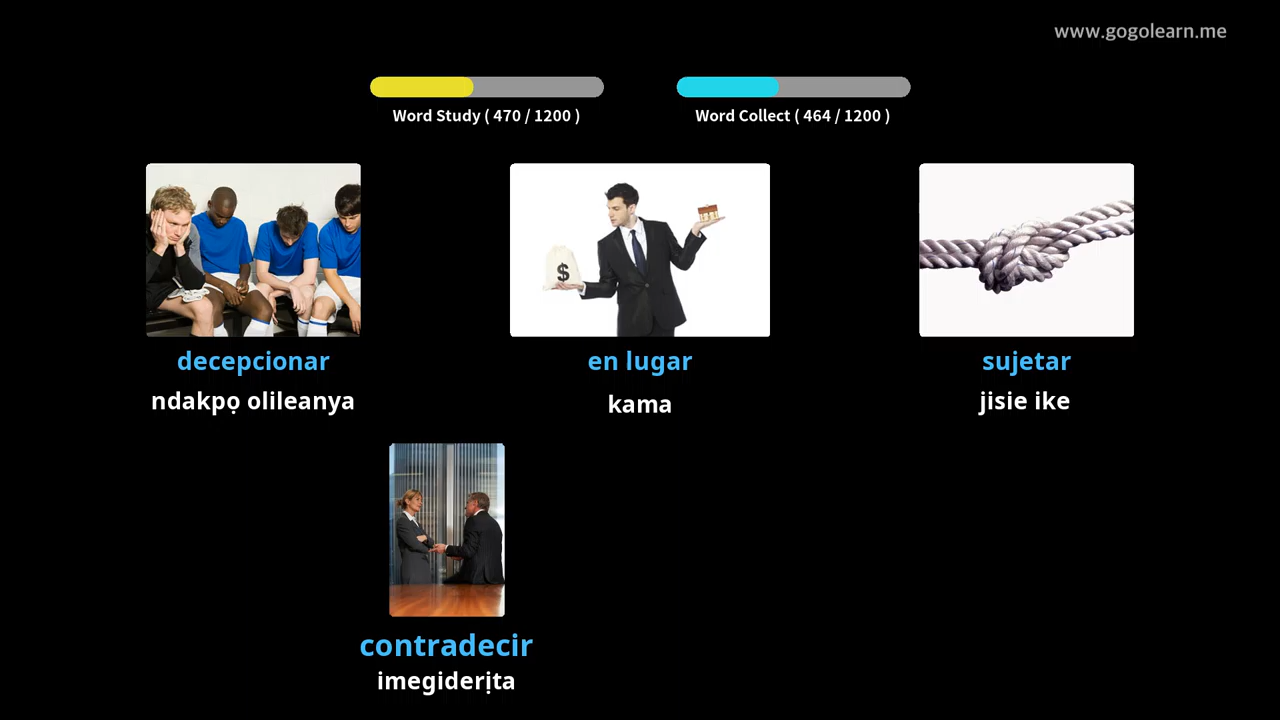 www.gogolearn.me
Word Study ( 470 / 1200 )
Word Collect ( 464 / 1200 )
$
decepcionar
en lugar
sujetar
ndakpọ olileanya
kama
jisie ike
contradecir
imegiderịta